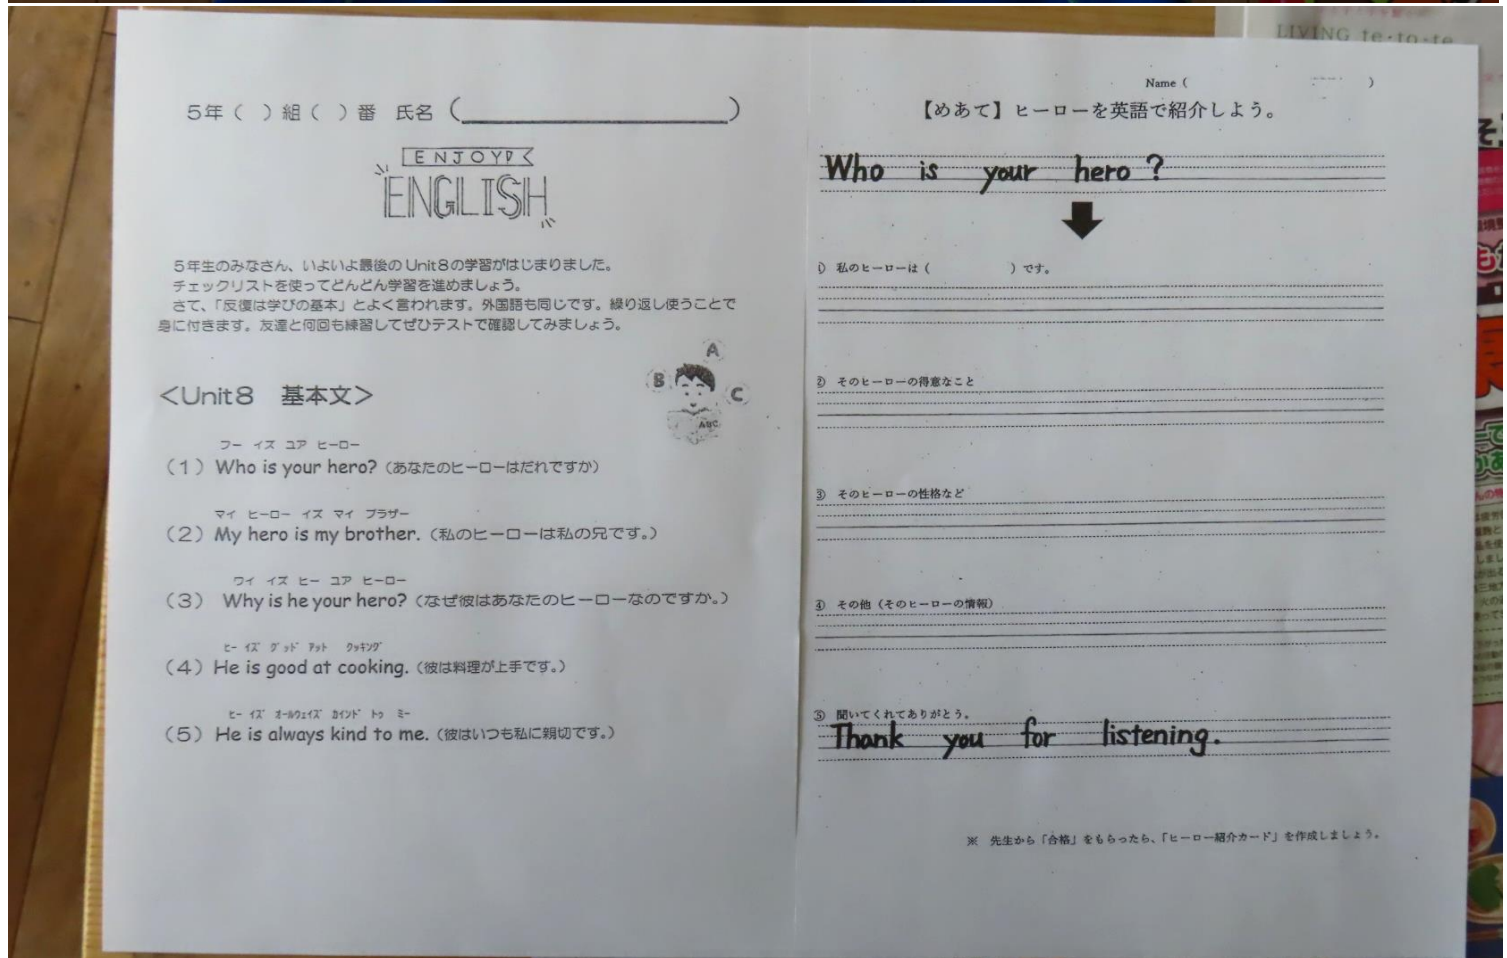 5年（ ）組（ ）番 氏名（ ）
ENJOY
ENGLISH
5年生のみなさん、いよいよ最後のUnit8の学習がはじまりました。
チェックリストを使ってどんどん学習を進めましょう。
さて、「反復は学びの基本」とよく言われます。外国語も同じです。繰り返し使うことで
身に付きます。友達と何回も練習してぜひテストで確認してみましょう。
A
B
C
ABC
＜Unit8 基本文＞
フー イズ ユア ヒーロー
（1）Who is your hero?（あなたのヒーローはだれですか）
マイ ヒーロー イズ マイ ブラザー
（2）My hero is my brother.（私のヒーローは私の兄です。）
ワイ イズ ヒー ユア ヒーロー
（3） Why is he your hero?（なぜ彼はあなたのヒーローなのですか。）
ヒー イズ グッド アット クッキング
（4）He is good at cooking.（彼は料理が上手です。）
ヒー イズ オールウェイズ カインド トゥ ミー
（5）He is always kind to me.（彼はいつも私に親切です。）
Name（ ）
【めあて】ヒーローを英語で紹介しよう。
Who is your hero?
① 私のヒーローは（ ）です。
② そのヒーローの得意なこと
③ そのヒーローの性格など
④ その他（そのヒーローの情報）
⑤ 聞いてくれてありがとう。
Thank you for listening.
※ 先生から「合格」をもらったら、「ヒーロー紹介カード」を作成しましょう。
LIVING te・to・te